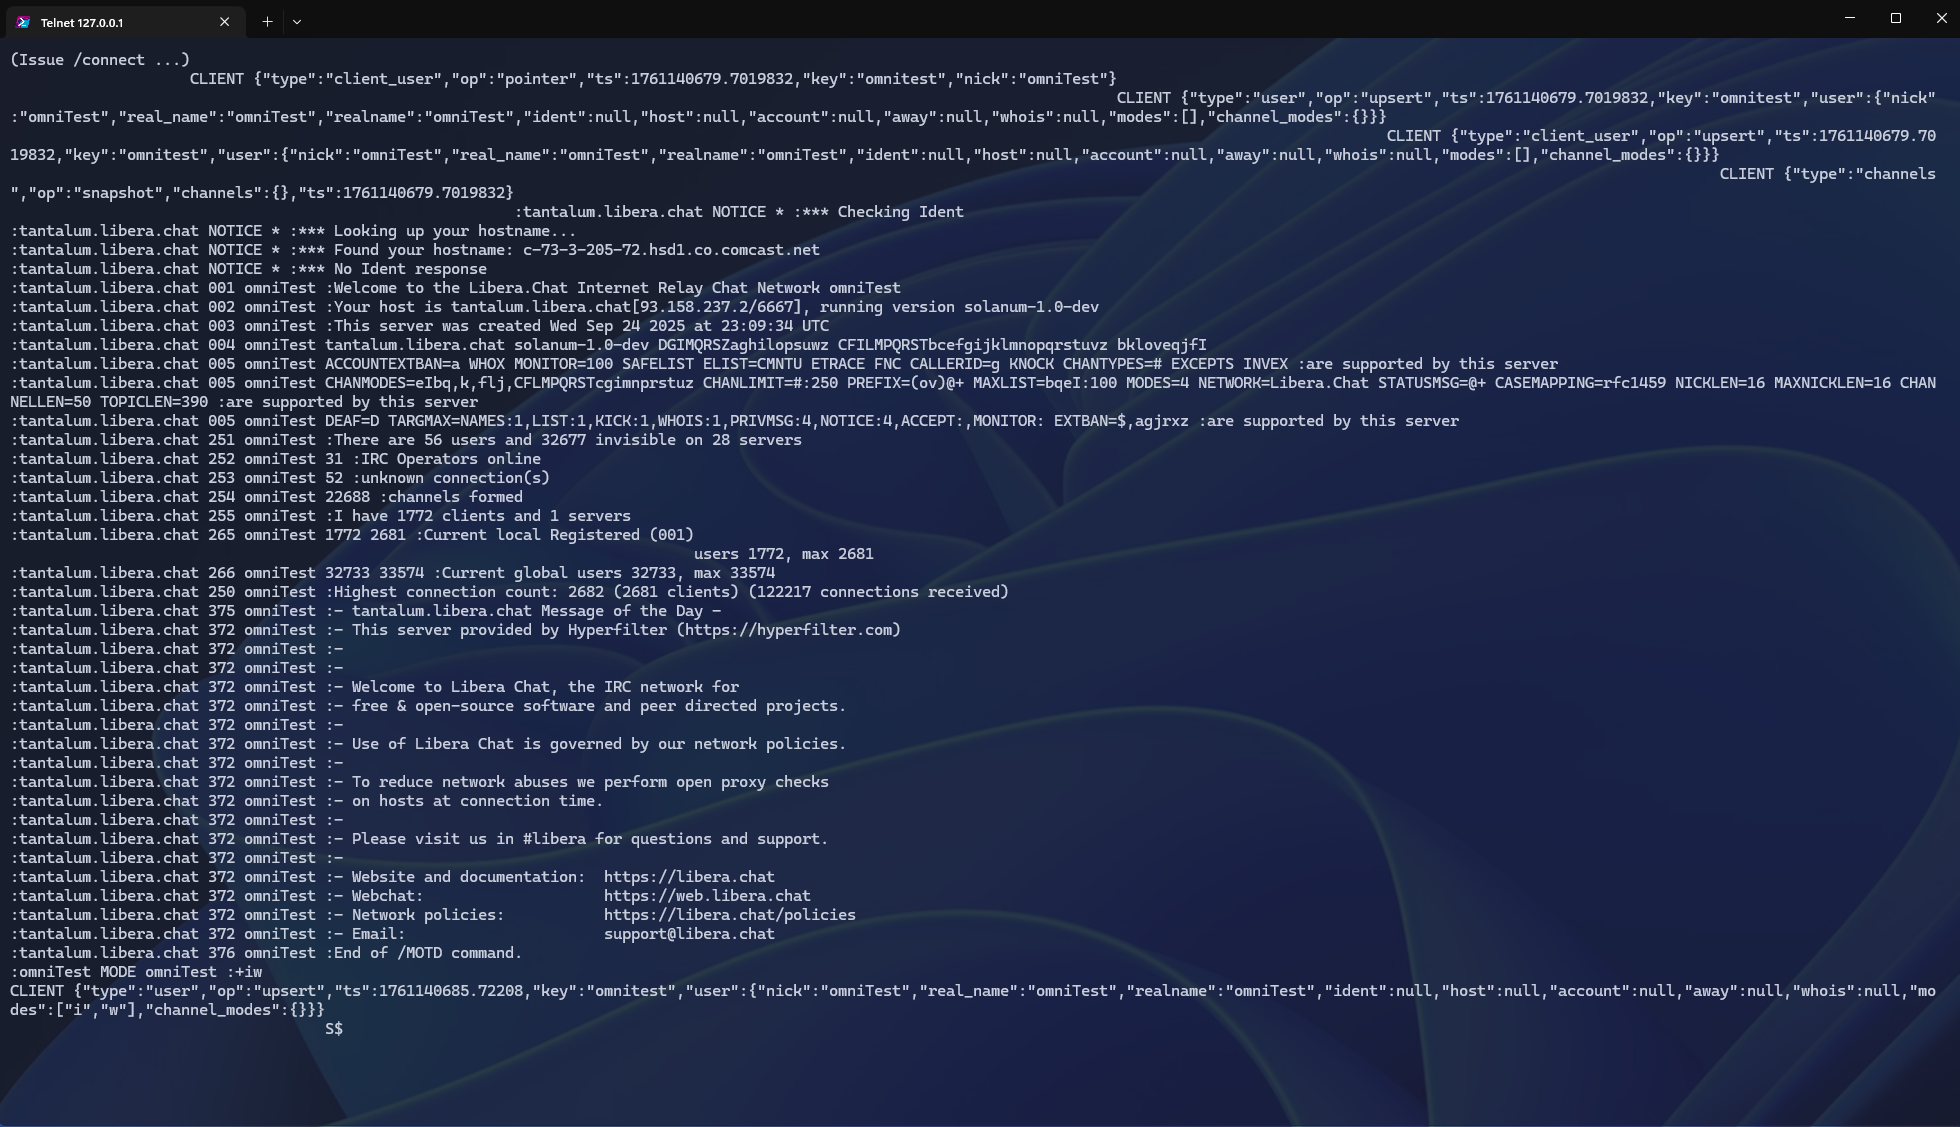 Telnet 127.0.0.1
(Issue /connect ...)
CLIENT {"type":"client_user","op":"pointer","ts":1761140679.7019832,"key":"omnitest","nick":"omniTest"}
CLIENT {"type":"user","op":"upsert","ts":1761140679.7019832,"key":"omnitest","user":{"nick"
:"omniTest","real_name":"omniTest","realname":"omniTest","ident":null,"host":null,"account":null,"away":null,"whois":null,"modes":[],"channel_modes":{}}}
CLIENT {"type":"client_user","op":"upsert","ts":1761140679.70
19832,"key":"omnitest","user":{"nick":"omniTest","real_name":"omniTest","realname":"omniTest","ident":null,"host":null,"account":null,"away":null,"whois":null,"modes":[],"channel_modes":{}}}
CLIENT {"type":"channels
","op":"snapshot","channels":{},"ts":1761140679.7019832}
:tantalum.libera.chat NOTICE * :*** Checking Ident
:tantalum.libera.chat NOTICE * :*** Looking up your hostname...
:tantalum.libera.chat NOTICE * :*** Found your hostname: c-73-3-205-72.hsd1.co.comcast.net
:tantalum.libera.chat NOTICE * :*** No Ident response
:tantalum.libera.chat 001 omniTest :Welcome to the Libera.Chat Internet Relay Chat Network omniTest
:tantalum.libera.chat 002 omniTest :Your host is tantalum.libera.chat[93.158.237.2/6667], running version solanum-1.0-dev
:tantalum.libera.chat 003 omniTest :This server was created Wed Sep 24 2025 at 23:09:34 UTC
:tantalum.libera.chat 004 omniTest tantalum.libera.chat solanum-1.0-dev DGIMQRSZaghilopsuwz CFILMPQRSTbcefgijklmnopqrstuvz bkloveqjfI
:tantalum.libera.chat 005 omniTest ACCOUNTEXTBAN=a WHOX MONITOR=100 SAFELIST ELIST=CMNTU ETRACE FNC CALLERID=g KNOCK CHANTYPES=# EXCEPTS INVEX :are supported by this server
:tantalum.libera.chat 005 omniTest CHANMODES=eIbq,k,flj,CFLMPQRSTcgimnprstuz CHANLIMIT=#:250 PREFIX=(ov)@+ MAXLIST=bqeI:100 MODES=4 NETWORK=Libera.Chat STATUSMSG=@+ CASEMAPPING=rfc1459 NICKLEN=16 MAXNICKLEN=16 CHAN
NELLEN=50 TOPICLEN=390 :are supported by this server
:tantalum.libera.chat 005 omniTest DEAF=D TARGMAX=NAMES:1,LIST:1,KICK:1,WHOIS:1,PRIVMSG:4,NOTICE:4,ACCEPT:,MONITOR: EXTBAN=$,agjrxz :are supported by this server
:tantalum.libera.chat 251 omniTest :There are 56 users and 32677 invisible on 28 servers
:tantalum.libera.chat 252 omniTest 31 :IRC Operators online
:tantalum.libera.chat 253 omniTest 52 :unknown connection(s)
:tantalum.libera.chat 254 omniTest 22688 :channels formed
:tantalum.libera.chat 255 omniTest :I have 1772 clients and 1 servers
:tantalum.libera.chat 265 omniTest 1772 2681 :Current local Registered (001)
users 1772, max 2681
:tantalum.libera.chat 266 omniTest 32733 33574 :Current global users 32733, max 33574
:tantalum.libera.chat 250 omniTest :Highest connection count: 2682 (2681 clients) (122217 connections received)
:tantalum.libera.chat 375 omniTest :- tantalum.libera.chat Message of the Day -
:tantalum.libera.chat 372 omniTest :- This server provided by Hyperfilter (https://hyperfilter.com)
:tantalum.libera.chat 372 omniTest :-
:tantalum.libera.chat 372 omniTest :-
:tantalum.libera.chat 372 omniTest :- Welcome to Libera Chat, the IRC network for
:tantalum.libera.chat 372 omniTest :- free & open-source software and peer directed projects.
:tantalum.libera.chat 372 omniTest :-
:tantalum.libera.chat 372 omniTest :- Use of Libera Chat is governed by our network policies.
:tantalum.libera.chat 372 omniTest :-
:tantalum.libera.chat 372 omniTest :- To reduce network abuses we perform open proxy checks
:tantalum.libera.chat 372 omniTest :- on hosts at connection time.
:tantalum.libera.chat 372 omniTest :-
:tantalum.libera.chat 372 omniTest :- Please visit us in #libera for questions and support.
:tantalum.libera.chat 372 omniTest :-
:tantalum.libera.chat 372 omniTest :- Website and documentation:  https://libera.chat
:tantalum.libera.chat 372 omniTest :- Webchat:                    https://web.libera.chat
:tantalum.libera.chat 372 omniTest :- Network policies:           https://libera.chat/policies
:tantalum.libera.chat 372 omniTest :- Email:                      support@libera.chat
:tantalum.libera.chat 376 omniTest :End of /MOTD command.
:omniTest MODE omniTest :+iw
CLIENT {"type":"user","op":"upsert","ts":1761140685.72208,"key":"omnitest","user":{"nick":"omniTest","real_name":"omniTest","realname":"omniTest","ident":null,"host":null,"account":null,"away":null,"whois":null,"mo
des":["i","w"],"channel_modes":{}}}
S$